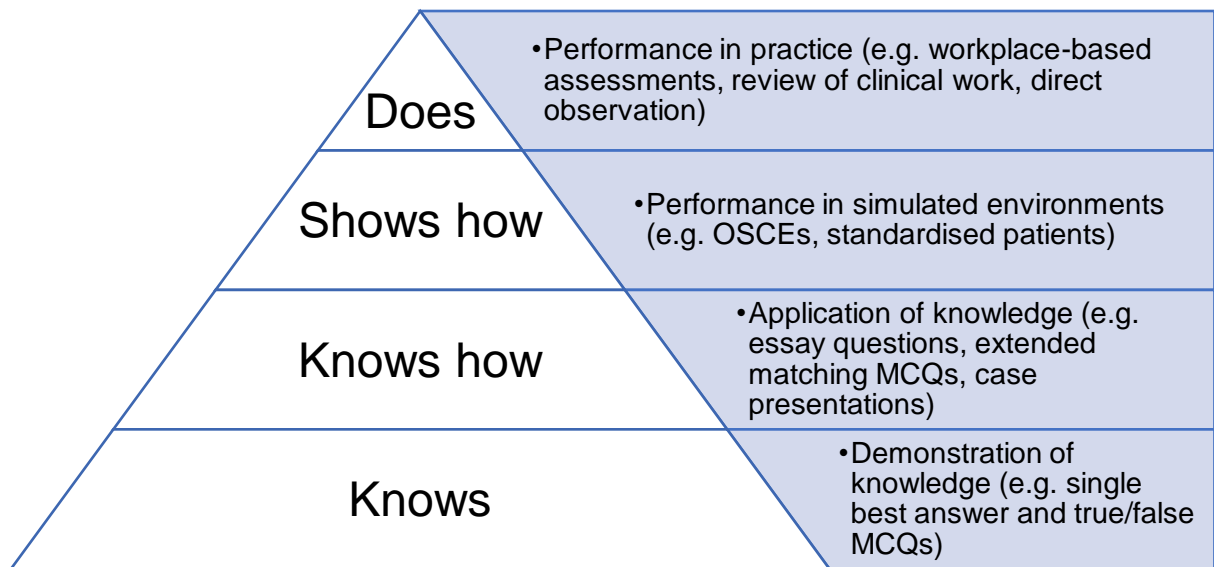 Does
•Performance in practice (e.g. workplace-based
assessments, review of clinical work, direct
observation)
Shows how
•Performance in simulated environments
(e.g. OSCEs, standardised patients)
Knows how
•Application of knowledge (e.g.
essay questions, extended
matching MCQs, case
presentations)
Knows
•Demonstration of
knowledge (e.g. single
best answer and true/false
MCQs)